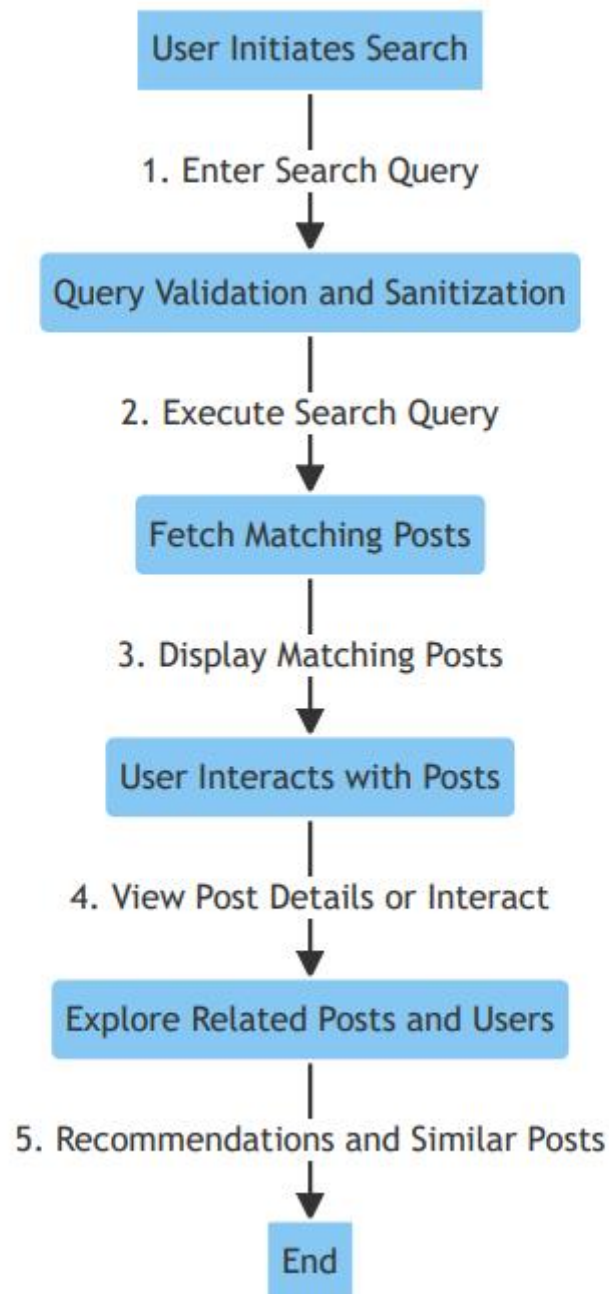 User Initiates Search
1. Enter Search Query
Query Validation and Sanitization
2. Execute Search Query
Fetch Matching Posts
3. Display Matching Posts
User Interacts with Posts
4. View Post Details or Interact
Explore Related Posts and Users
5. Recommendations and Similar Posts
End